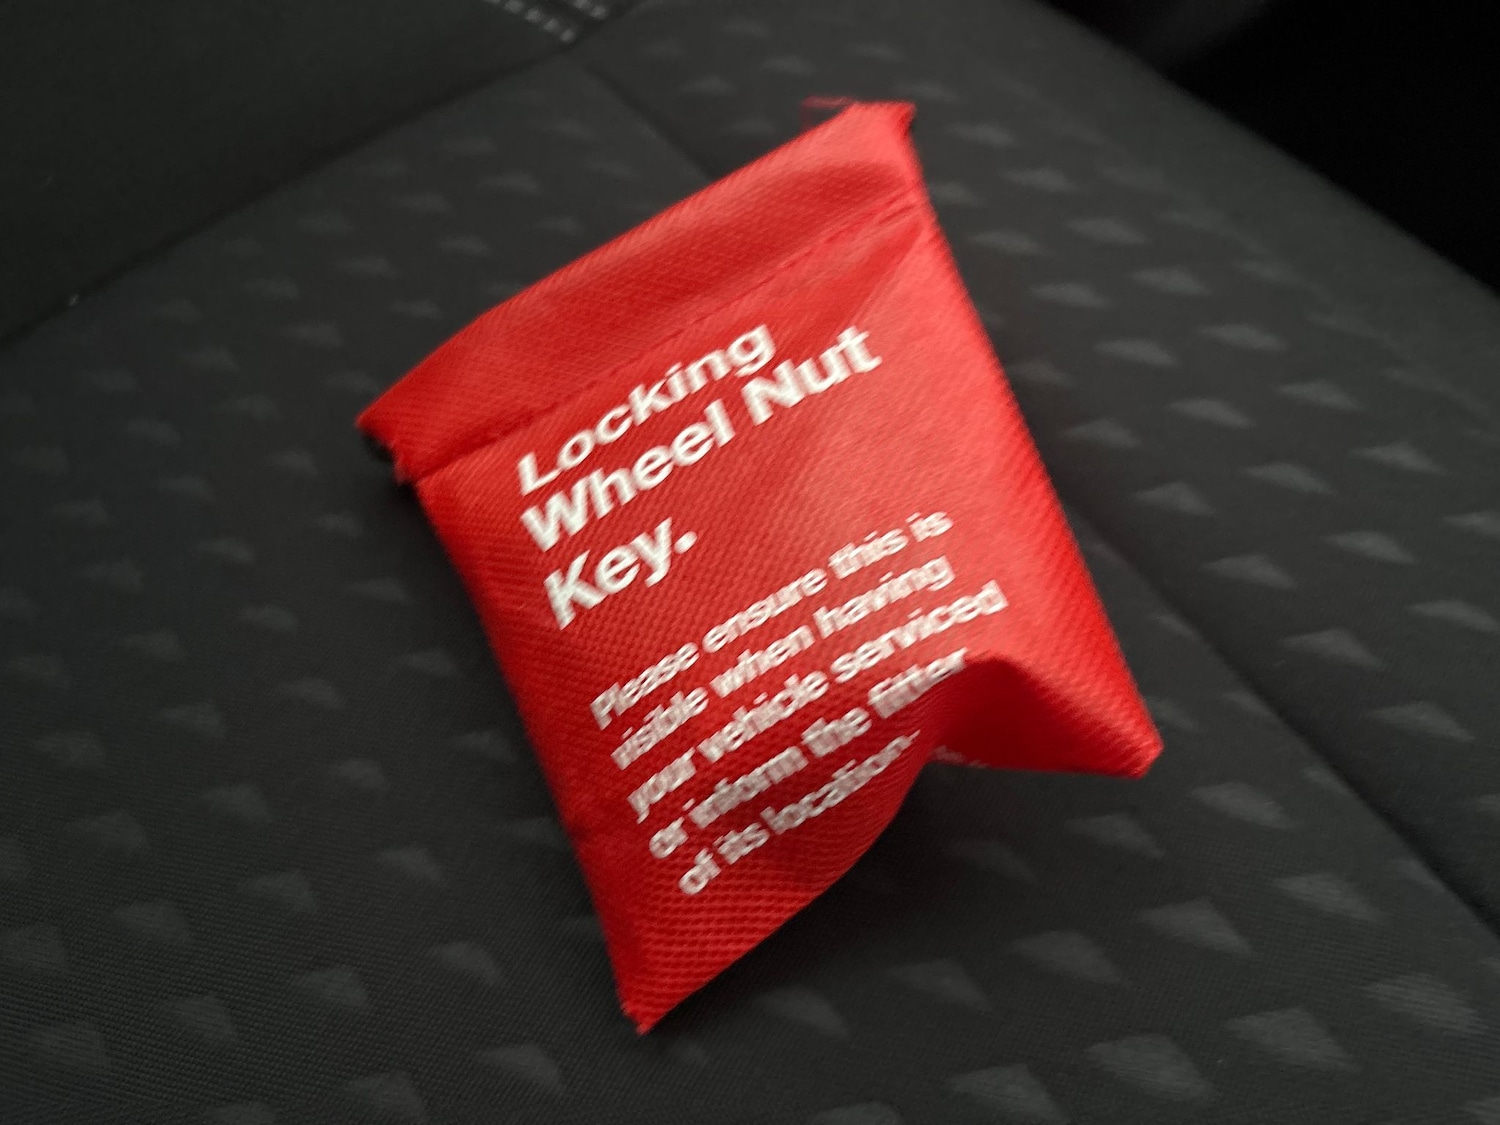 Locking
Wheel Nut
Key.
Please ensure this is
visible when having
your vehicle serviced
or inform the fitter
of its location.